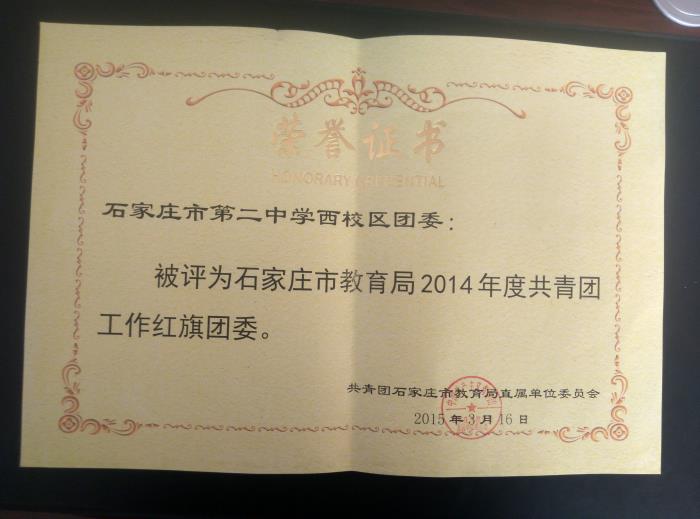 荣誉证书
HONORARY CREDENTIAL
石家庄市第二中学西校区团委：
被评为石家庄市教育局2014年度共青团
工作红旗团委。
共青团石家庄市教育局直属单位委员会
2015年3月16日